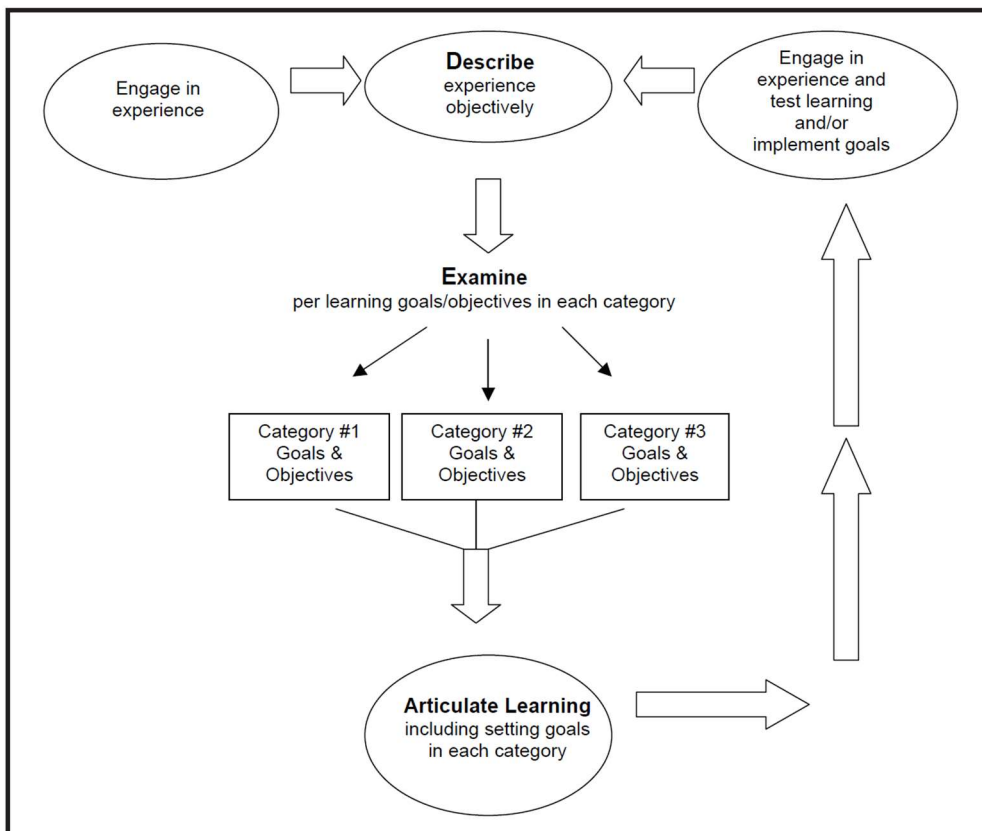 Engage in
experience
Describe
experience
objectively
Engage in
experience and
test learning
and/or
implement goals
Examine
per learning goals/objectives in each category
Category #1
Goals &
Objectives
Category #2
Goals &
Objectives
Category #3
Goals &
Objectives
Articulate Learning
including setting goals
in each category